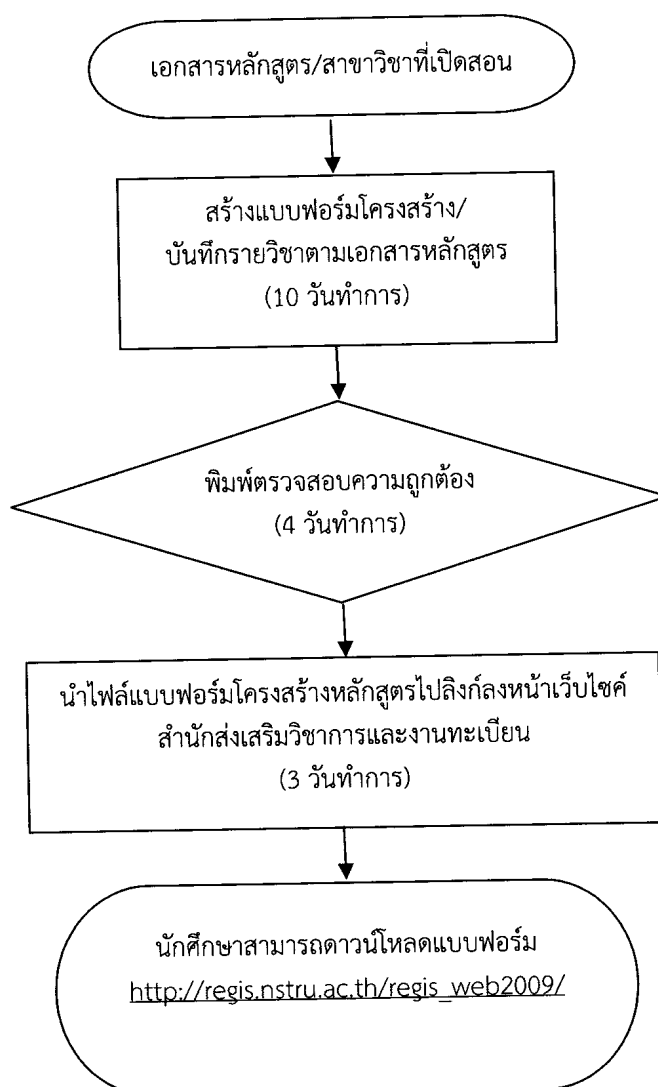 เอกสารหลักสูตร/สาขาวิชาที่เปิดสอน
สร้างแบบฟอร์มโครงสร้าง/
บันทึกรายวิชาตามเอกสารหลักสูตร
(10 วันทำการ)
พิมพ์ตรวจสอบความถูกต้อง
(4 วันทำการ)
นำไฟล์แบบฟอร์มโครงสร้างหลักสูตรไปลิงก์ลงหน้าเว็บไซค์
สำนักส่งเสริมวิชาการและงานทะเบียน
(3 วันทำการ)
นักศึกษาสามารถดาวน์โหลดแบบฟอร์ม
http://regis.nstru.ac.th/regis_web2009/